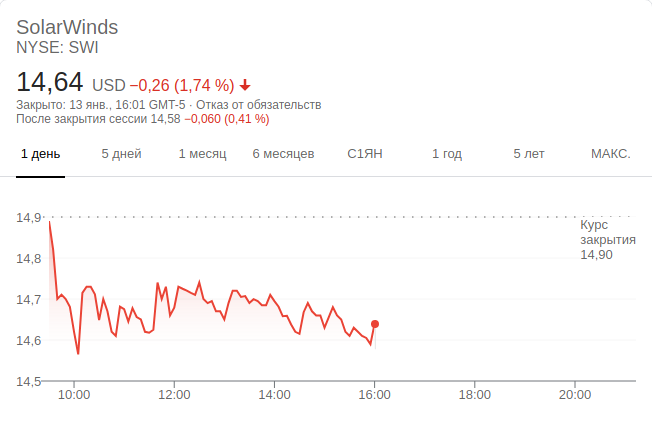 SolarWinds
NYSE: SWI
14,64 USD −0,26 (1,74 %)
Закрыто: 13 янв., 16:01 GMT-5 · Отказ от обязательств
После закрытия сессии 14,58 −0,060 (0,41 %)
1 день 5 дней 1 месяц 6 месяцев С1ЯН 1 год 5 лет МАКС.
14,9
Курс
закрытия
14,90
14,8
14,7
14,6
14,5
10:00 12:00 14:00 16:00 18:00 20:00